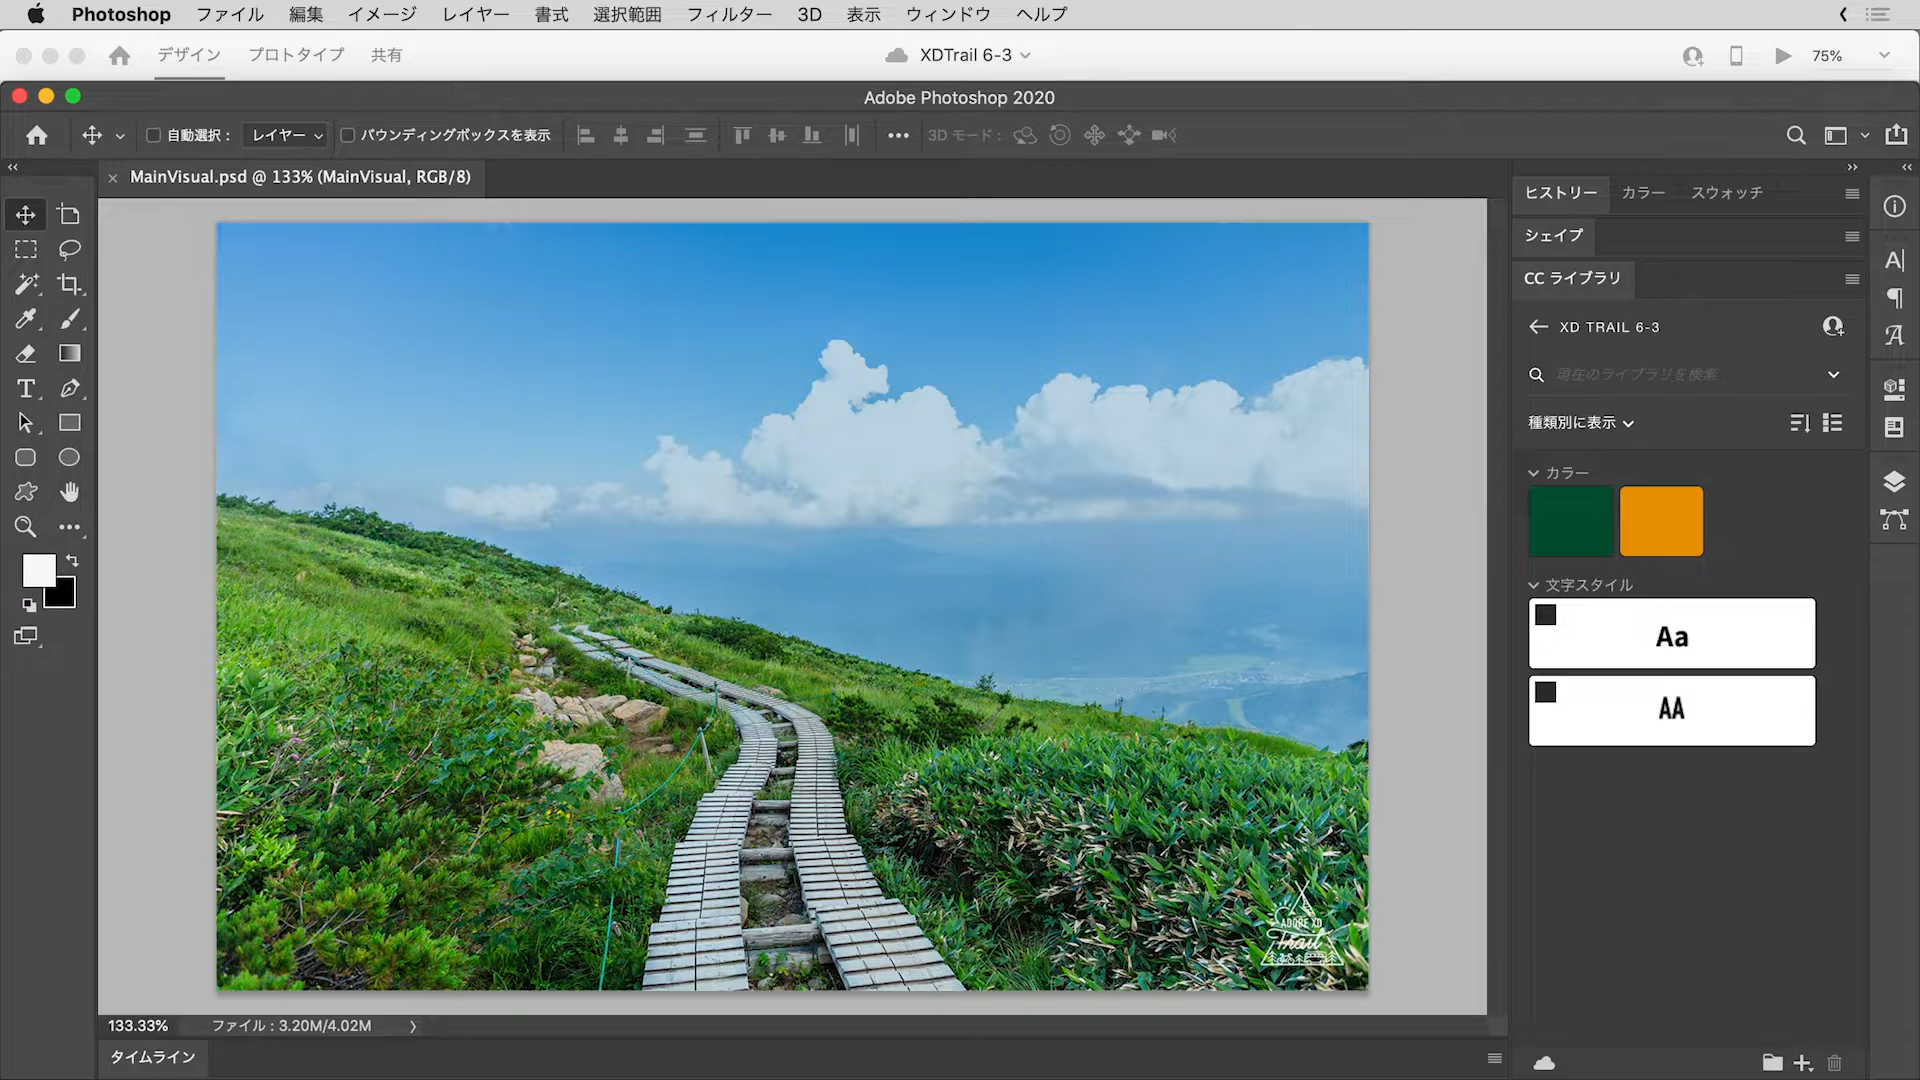 Photoshop ファイル 編集 イメージ レイヤー 書式 選択範囲 フィルター 3D 表示 ウィンドウ ヘルプ
デザイン プロトタイプ 共有 XDTrail 6-3 75%
Adobe Photoshop 2020
自動選択： レイヤー バウンディングボックスを表示 3D モード：
MainVisual.psd @ 133% (MainVisual, RGB/8)
ヒストリー カラー スウォッチ
シェイプ
CC ライブラリ
XD TRAIL 6-3
現在のライブラリを検索
種類別に表示
カラー
文字スタイル
Aa
AA
ADOBE XD
Trail
133.33% ファイル : 3.20M/4.02M
タイムライン